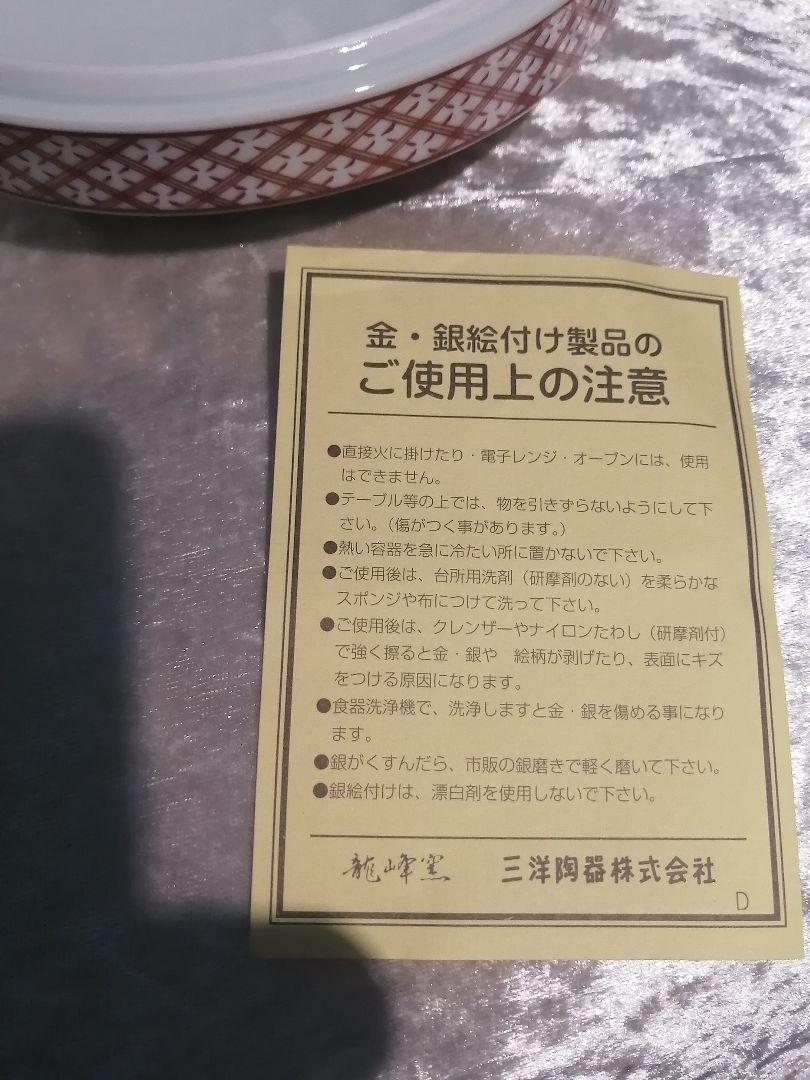 金・銀絵付け製品の
ご使用上の注意
●直接火に掛けたり・電子レンジ・オーブンには、使用
はできません。
●テーブル等の上では、物を引きずらないようにして下
さい。（傷がつく事があります。）
●熱い容器を急に冷たい所に置かないで下さい。
●ご使用後は、台所用洗剤（研摩剤のない）を柔らかな
スポンジや布につけて洗って下さい。
●ご使用後は、クレンザーやナイロンたわし（研摩剤付）
で強く擦ると金・銀や　絵柄が剥げたり、表面にキズ
をつける原因になります。
●食器洗浄機で、洗浄しますと金・銀を傷める事になり
ます。
●銀がくすんだら、市販の銀磨きで軽く磨いて下さい。
●銀絵付けは、漂白剤を使用しないで下さい。
龍峰窯　三洋陶器株式会社
D